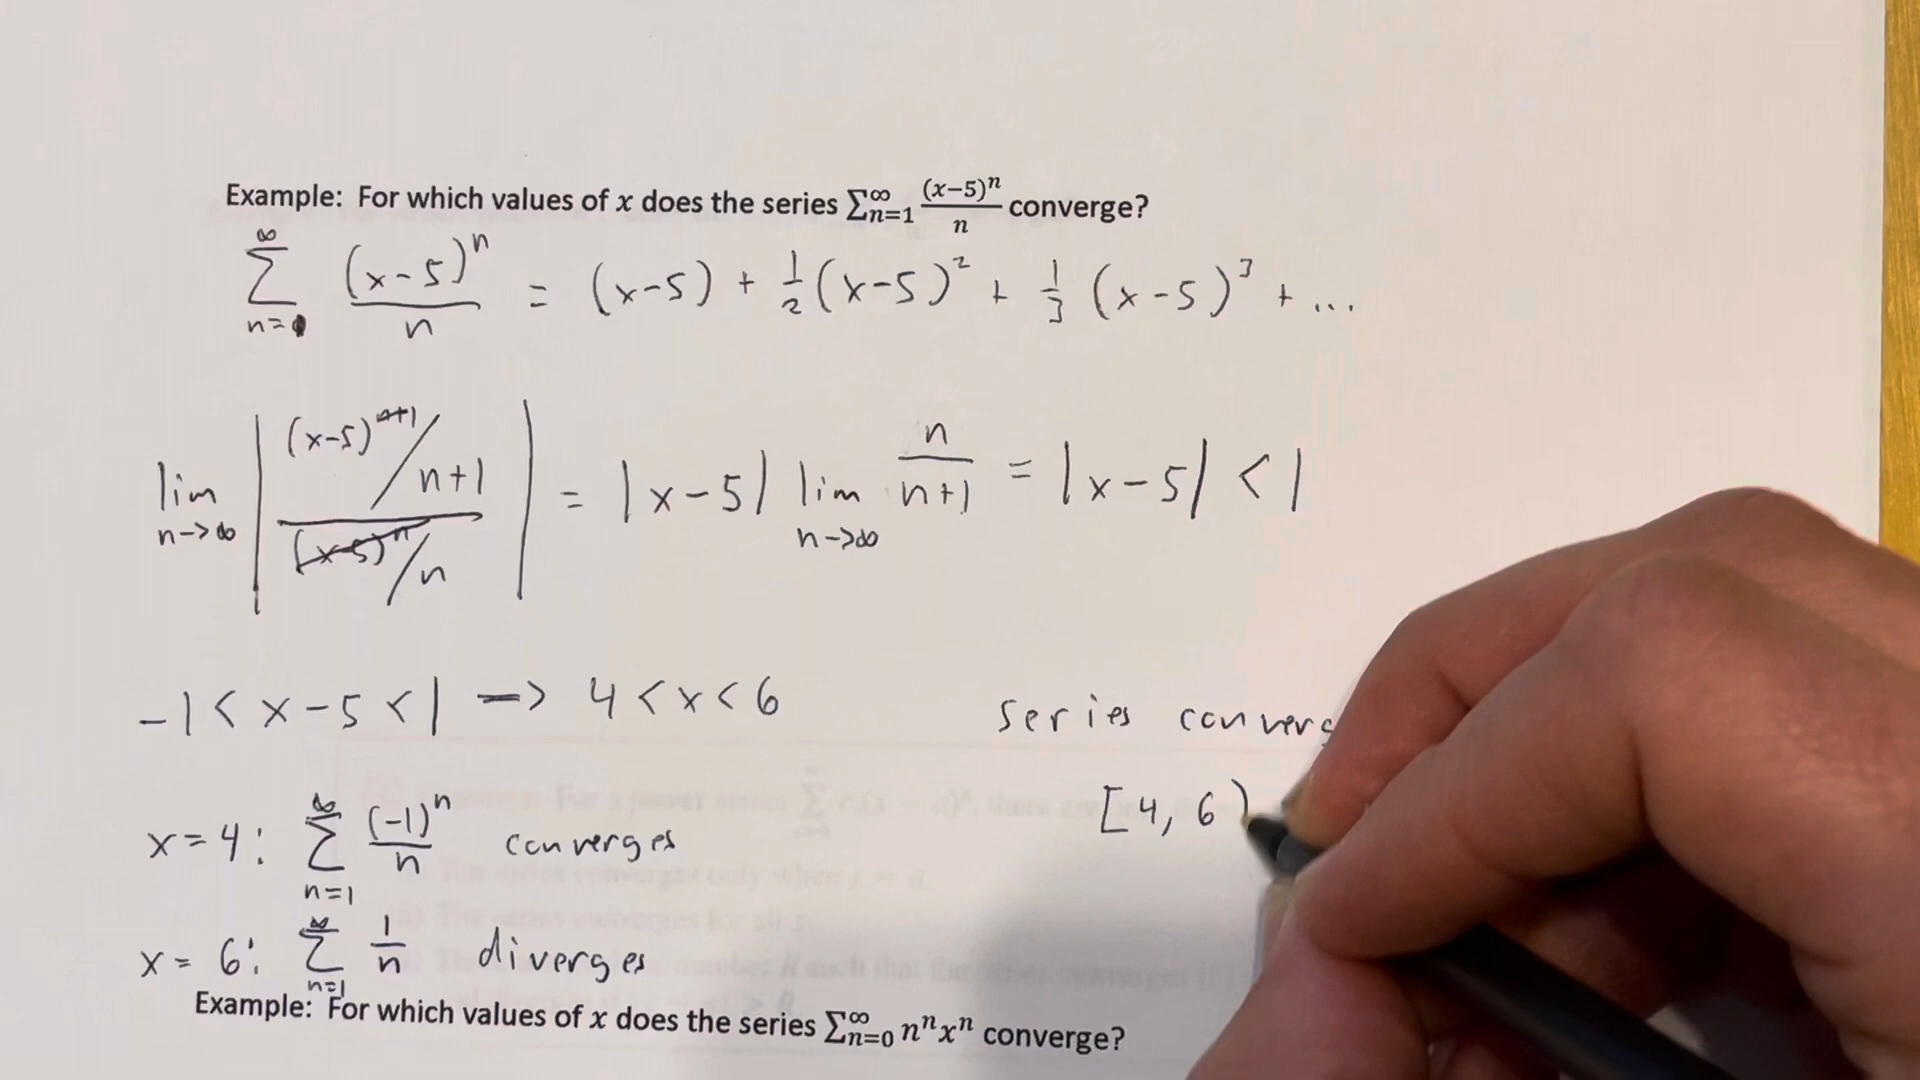 Example: For which values of x does the series ∑_{n=1}^∞ (x−5)^n/n converge?
∑_{n=1}^∞ (x-5)^n/n = (x-5) + 1/2(x-5)^2 + 1/3(x-5)^3 + ...
lim_{n->∞} | ((x-5)^{n+1}/n+1) / ((x-5)^n/n) | = |x-5| lim_{n->∞} n/(n+1) = |x-5| < 1
-1 < x-5 < 1 -> 4 < x < 6
series converg
x = 4: ∑_{n=1}^∞ (-1)^n/n converges
[4, 6)
x = 6: ∑_{n=1}^∞ 1/n diverges
Example: For which values of x does the series ∑_{n=0}^∞ n^n x^n converge?